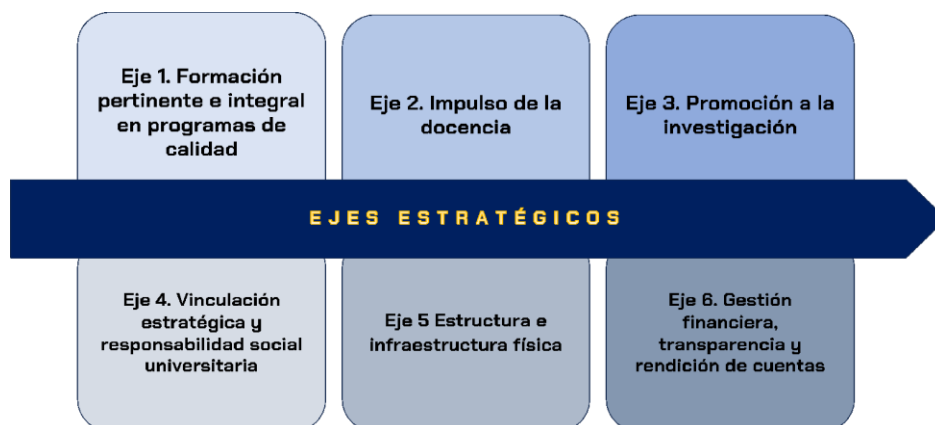 Eje 1. Formación
pertinente e integral
en programas de
calidad
Eje 2. Impulso de la
docencia
Eje 3. Promoción a la
investigación
EJES ESTRATÉGICOS
Eje 4. Vinculación
estratégica y
responsabilidad social
universitaria
Eje 5 Estructura e
infraestructura física
Eje 6. Gestión
financiera,
transparencia y
rendición de cuentas